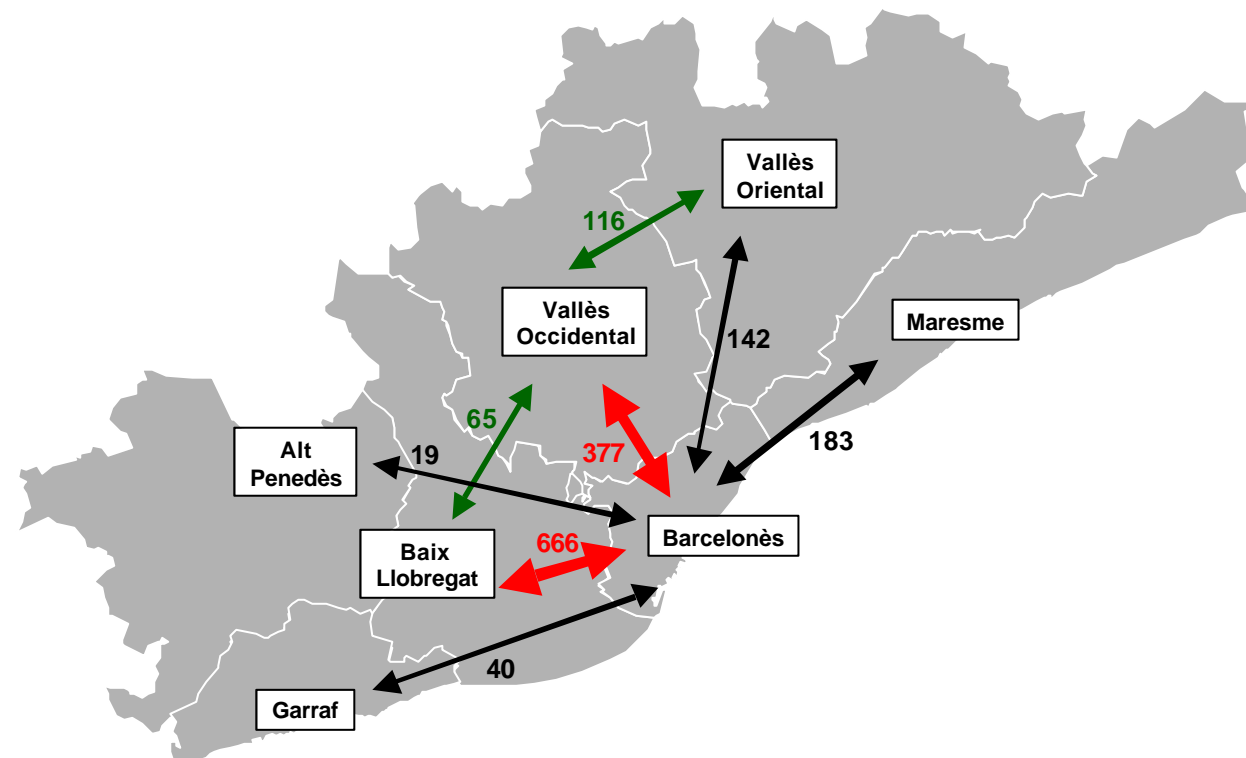 Vallès
Oriental
116
Vallès
Occidental
Maresme
142
65
183
Alt
Penedès
19
377
Barcelonès
666
Baix
Llobregat
40
Garraf